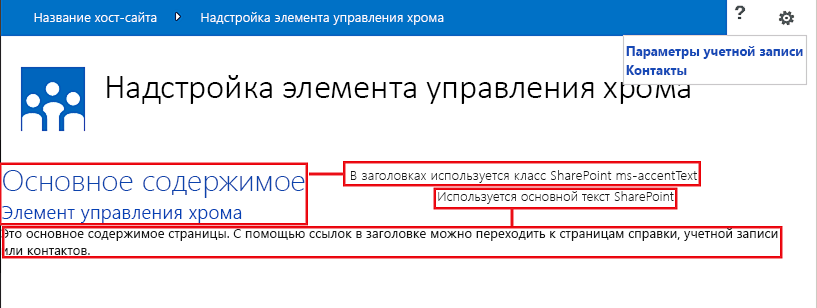 Название хост-сайта Надстройка элемента управления хрома ?
Параметры учетной записи
Контакты
Надстройка элемента управления хрома
Основное содержимое
В заголовках используется класс SharePoint ms-accentText
Используется основной текст SharePoint
Элемент управления хрома
Это основное содержимое страницы. С помощью ссылок в заголовке можно переходить к страницам справки, учетной записи
или контактов.